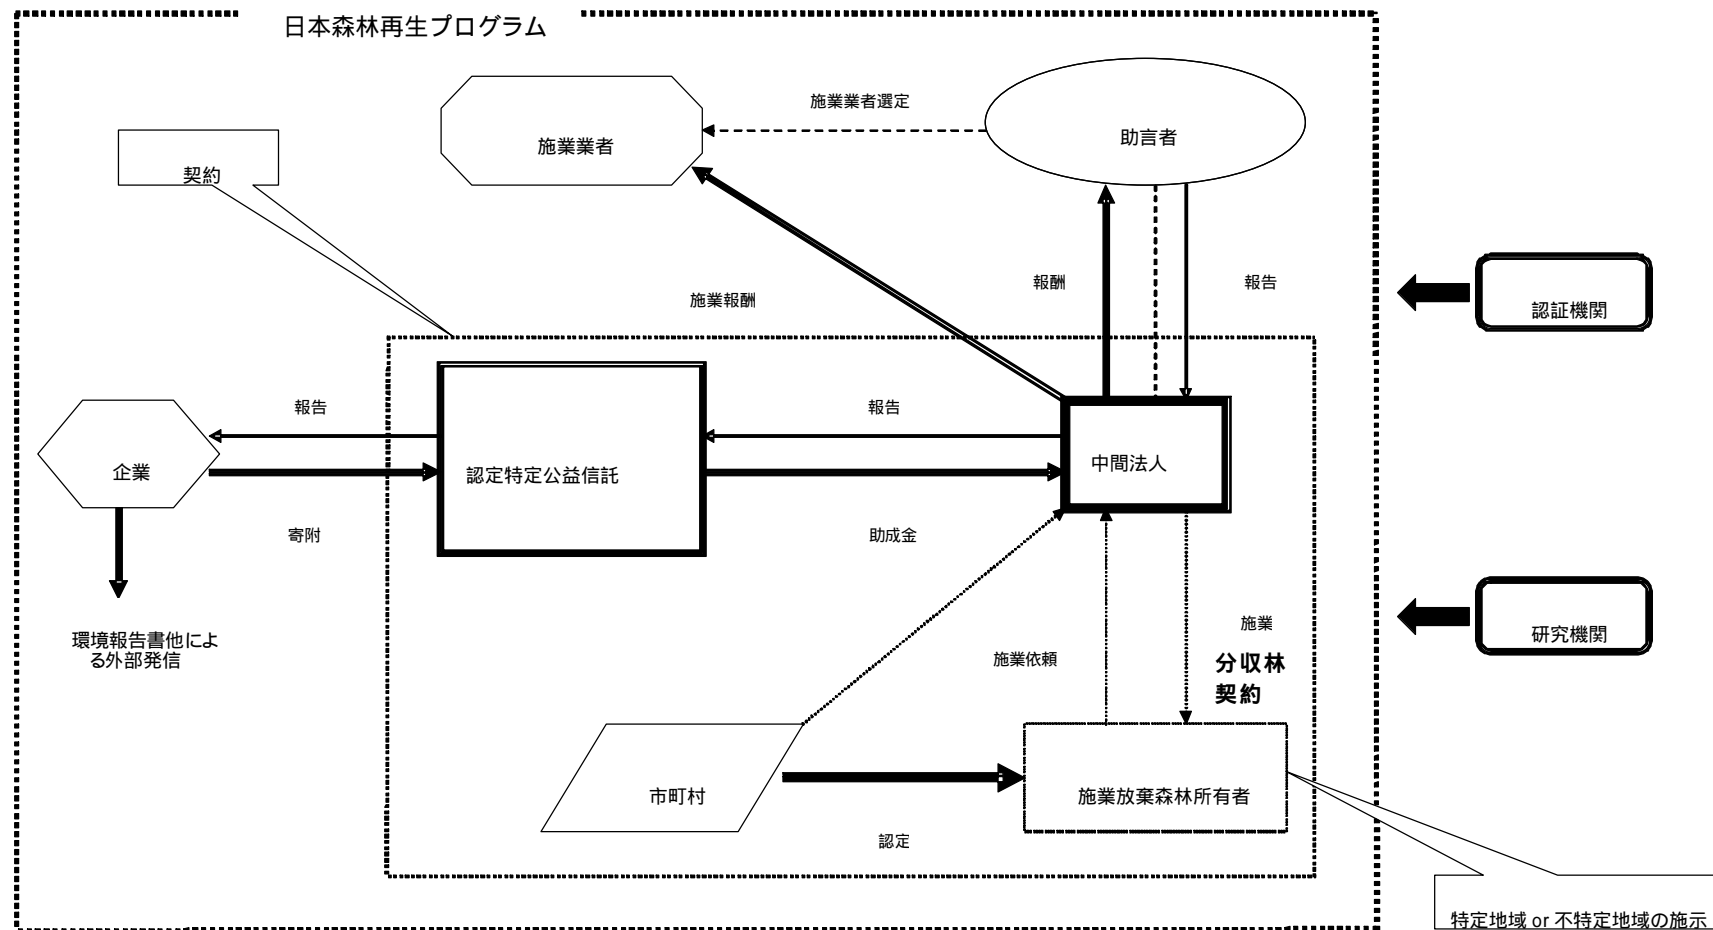 日本森林再生プログラム
施業業者選定
助言者
施業業者
契約
施業報酬
報酬
報告
認証機関
報告
報告
企業
認定特定公益信託
中間法人
寄附
助成金
環境報告書他によ
る外部発信
施業依頼
施業
分収林
契約
研究機関
市町村
施業放棄森林所有者
認定
特定地域 or 不特定地域の施示